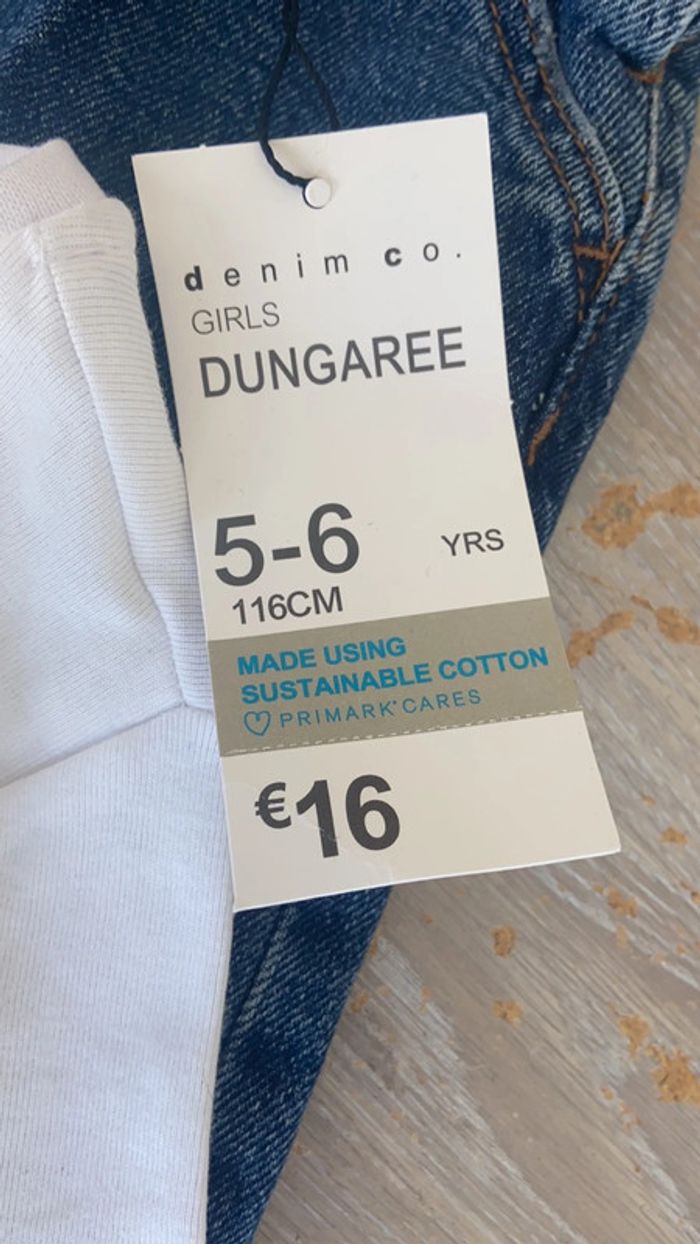 denim co.
GIRLS
DUNGAREE
5-6 YRS
116CM
MADE USING
SUSTAINABLE COTTON
PRIMARK® CARES
€16